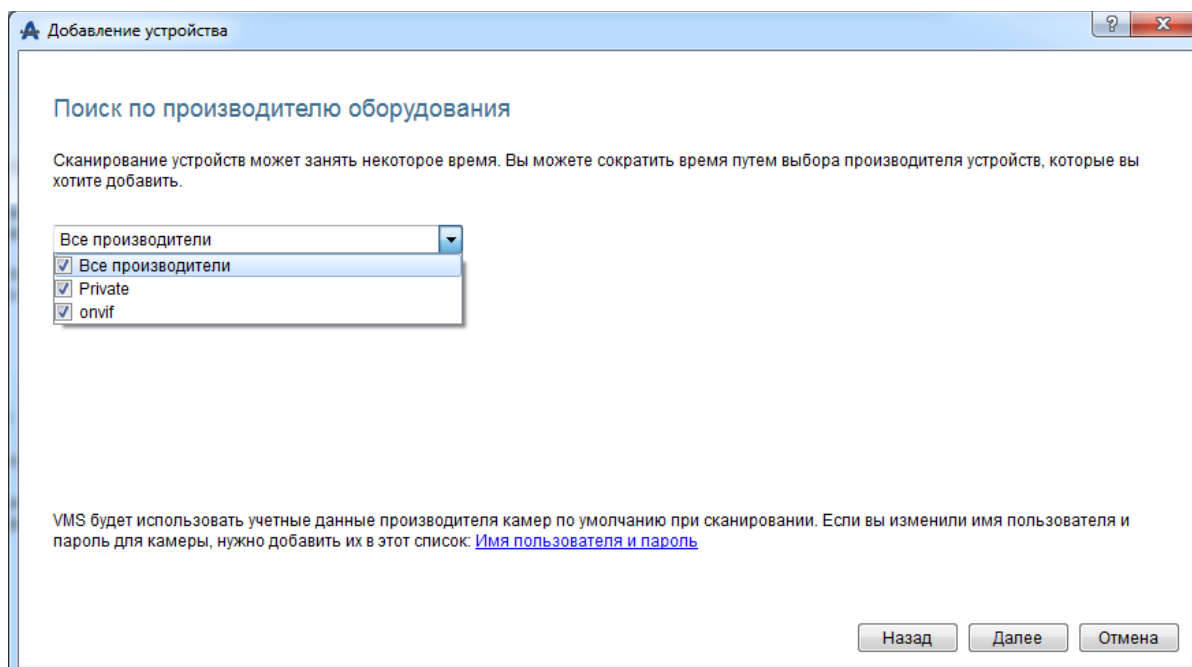 Добавление устройства
Поиск по производителю оборудования
Сканирование устройств может занять некоторое время. Вы можете сократить время путем выбора производителя устройств, которые вы
хотите добавить.
Все производители
Все производители
Private
onvif
VMS будет использовать учетные данные производителя камер по умолчанию при сканировании. Если вы изменили имя пользователя и
пароль для камеры, нужно добавить их в этот список: Имя пользователя и пароль
Назад Далее Отмена